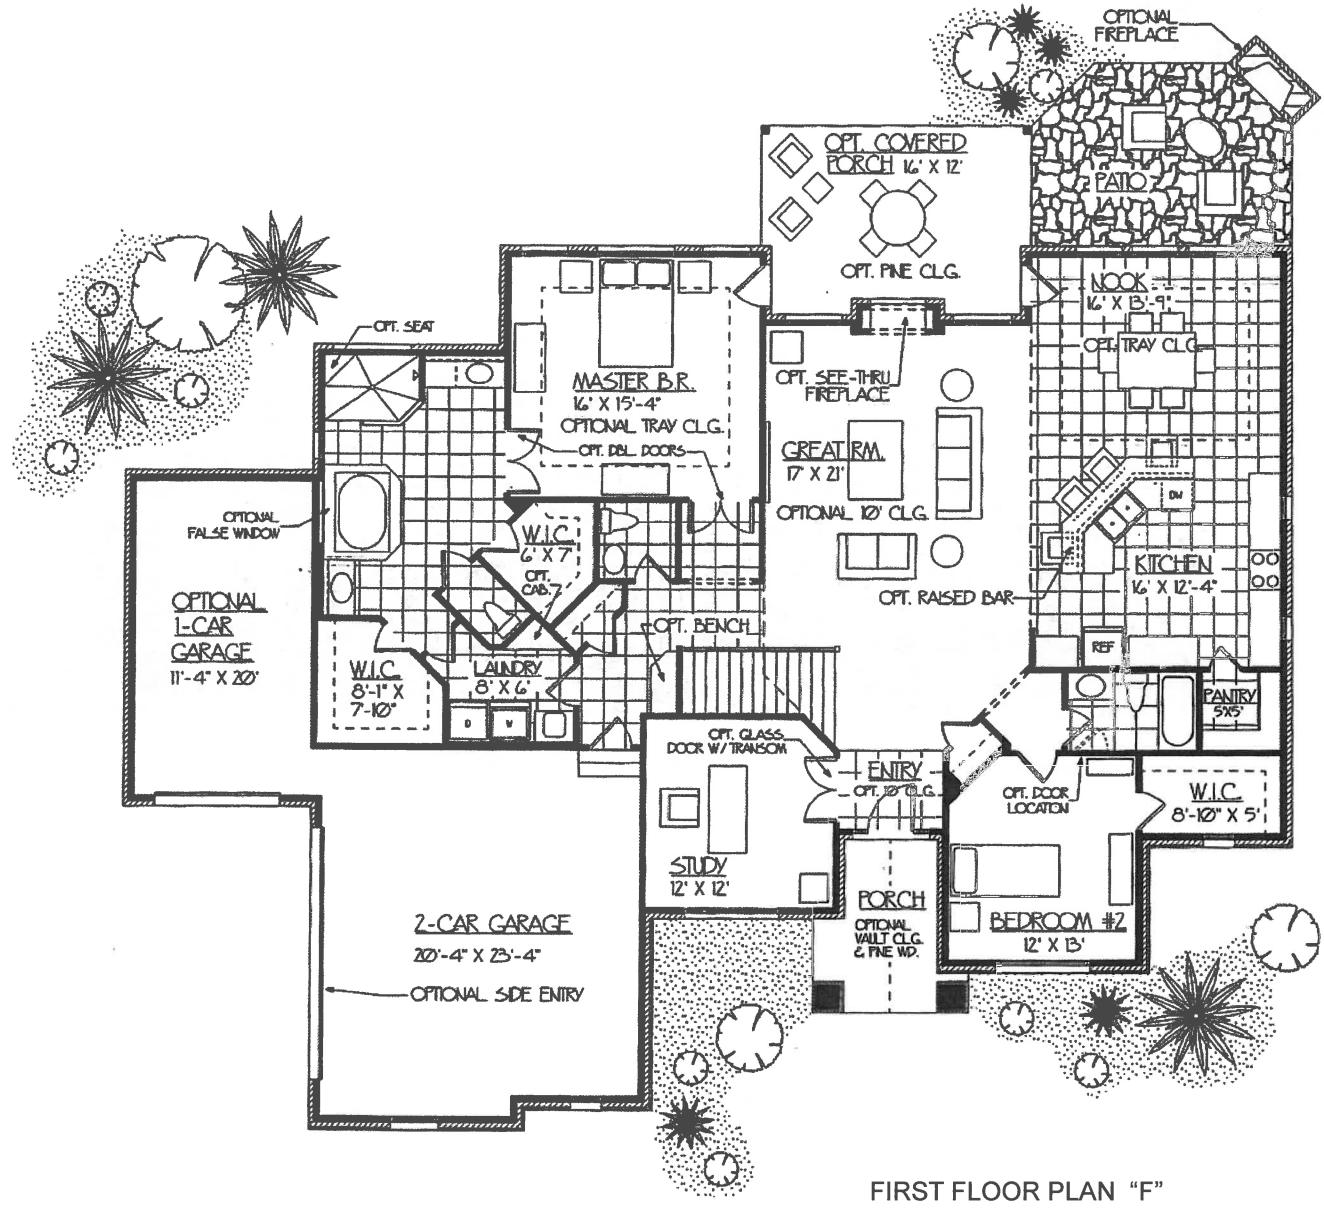 OPTIONAL
FIREPLACE
OPT. COVERED
PORCH 16' X 12'
PATIO
OPT. PINE CLG.
NOOK
16' X 13'-9"
OPT. TRAY CLG.
OPT. SEAT
MASTER B.R.
16' X 15'-4"
OPTIONAL TRAY CLG.
OPT. DBL. DOORS
OPT. SEE-THRU
FIREPLACE
GREAT RM.
17' X 21'
OPTIONAL 10' CLG.
DW
OPTIONAL
FALSE WINDOW
W.I.C.
6' X 7'
OPT.
CAB.
KITCHEN
16' X 12'-4"
OPT. RAISED BAR
OPTIONAL
1-CAR
GARAGE
11'-4" X 20'
OPT. BENCH
REF
W.I.C.
8'-1" X
7'-10"
LAUNDRY
8' X 6'
D
W
PANTRY
5'X5'
OPT. GLASS
DOOR W/ TRANSOM
ENTRY
OPT. 10' CLG.
OPT. DOOR
LOCATION
W.I.C.
8'-10" X 5'
STUDY
12' X 12'
PORCH
OPTIONAL
VAULT CLG.
& PINE WD.
BEDROOM #2
12' X 13'
2-CAR GARAGE
20'-4" X 23'-4"
OPTIONAL SIDE ENTRY
FIRST FLOOR PLAN "F"